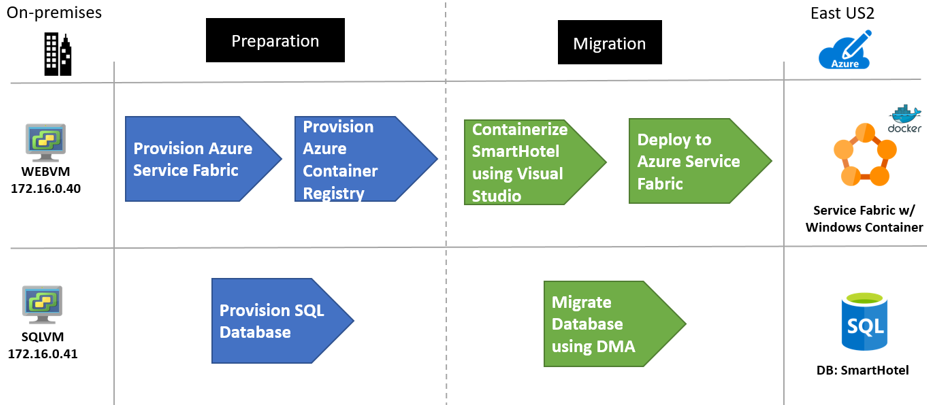 On-premises
Preparation
Migration
East US2
Azure
WEBVM
172.16.0.40
Provision Azure
Service Fabric
Provision
Azure
Container
Registry
Containerize
SmartHotel
using Visual
Studio
Deploy to
Azure Service
Fabric
docker
Service Fabric w/
Windows Container
SQLVM
172.16.0.41
Provision SQL
Database
Migrate
Database
using DMA
SQL
DB: SmartHotel